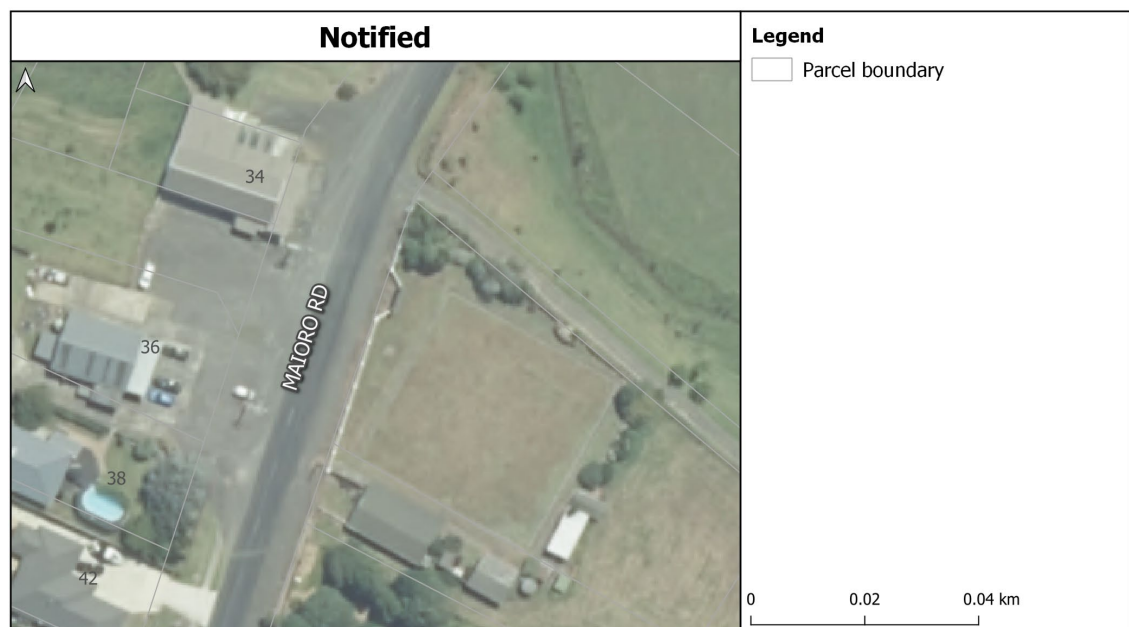 Notified
Legend
Parcel boundary
34
MAIORO RD
36
38
42
0 0.02 0.04 km